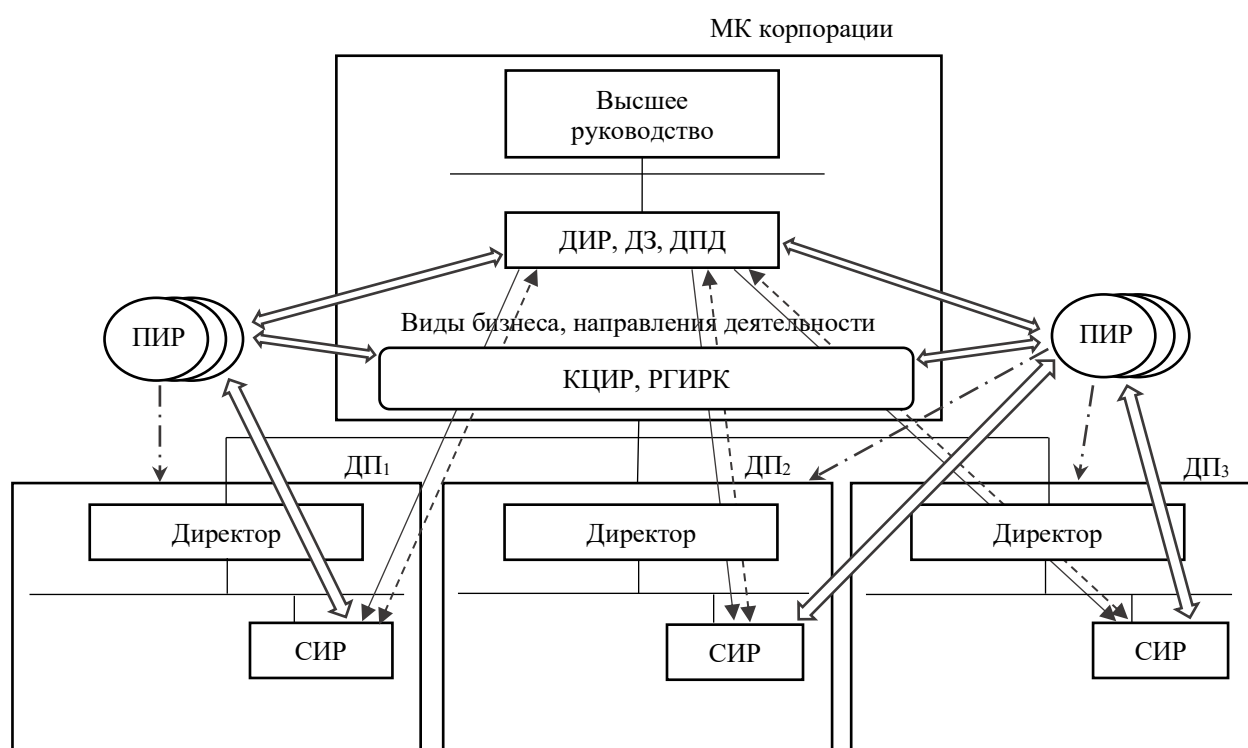 МК корпорации
Высшее
руководство
ДИР, ДЗ, ДПД
Виды бизнеса, направления деятельности
ПИР
ПИР
КЦИР, РГИРК
ДП1
ДП2
ДП3
Директор
Директор
Директор
СИР
СИР
СИР